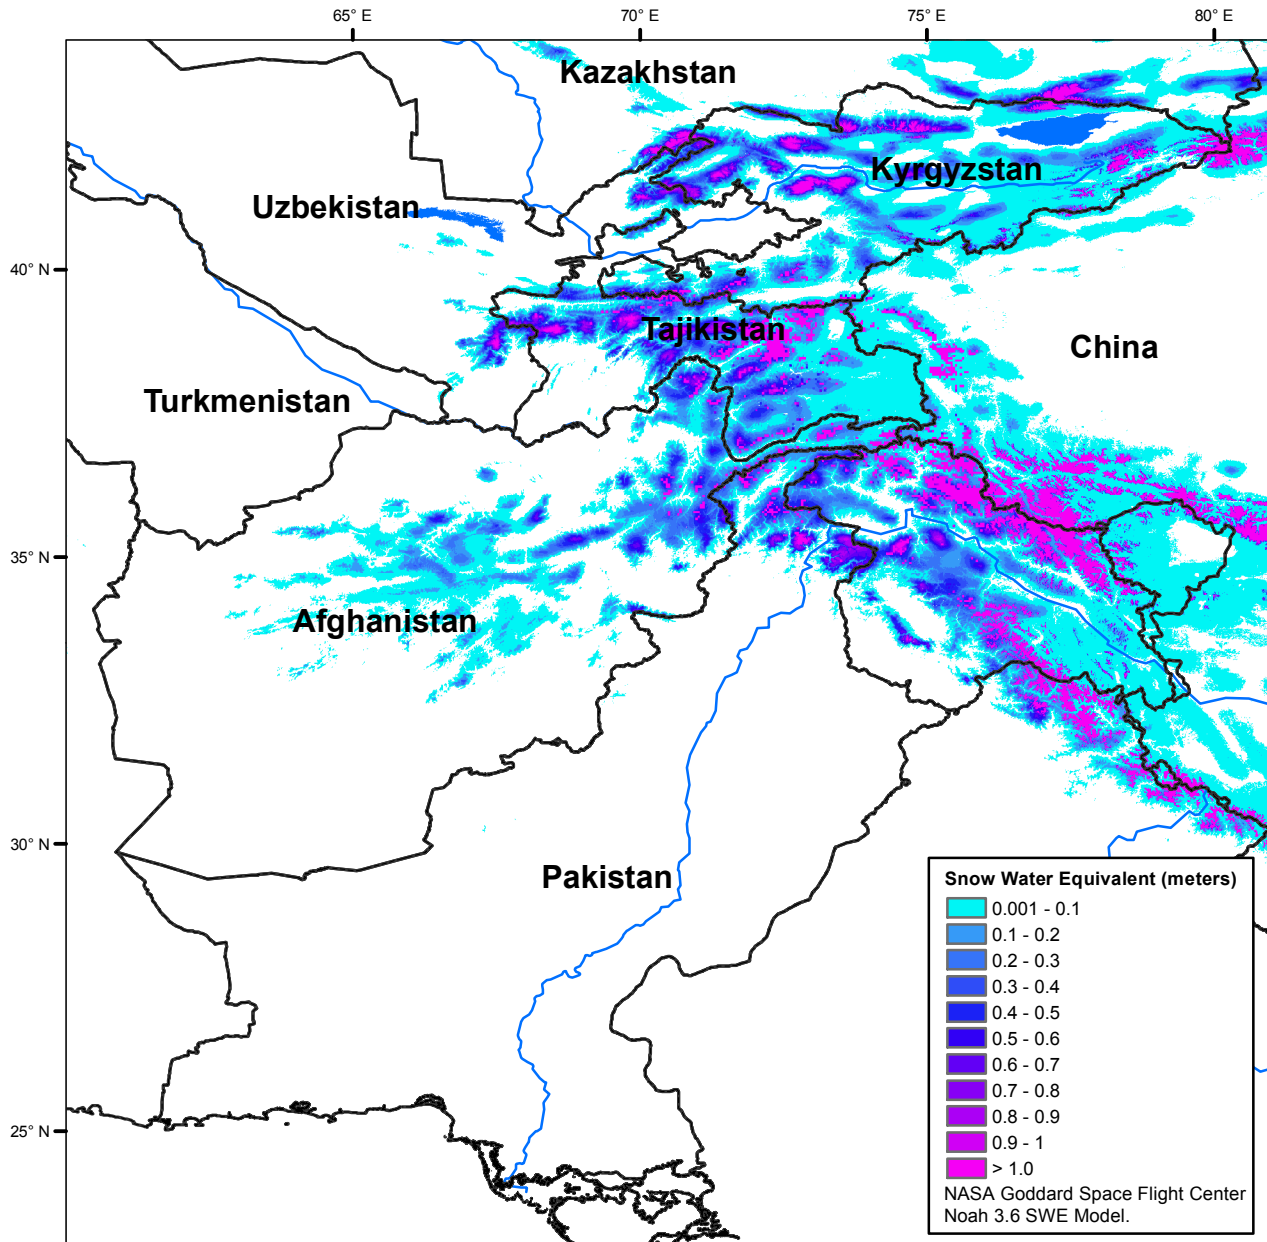 65° E
70° E
75° E
80° E
Kazakhstan
Kyrgyzstan
Uzbekistan
40° N
Tajikistan
China
Turkmenistan
35° N
Afghanistan
30° N
Pakistan
25° N
Snow Water Equivalent (meters)
0.001 - 0.1
0.1 - 0.2
0.2 - 0.3
0.3 - 0.4
0.4 - 0.5
0.5 - 0.6
0.6 - 0.7
0.7 - 0.8
0.8 - 0.9
0.9 - 1
> 1.0
NASA Goddard Space Flight Center
Noah 3.6 SWE Model.